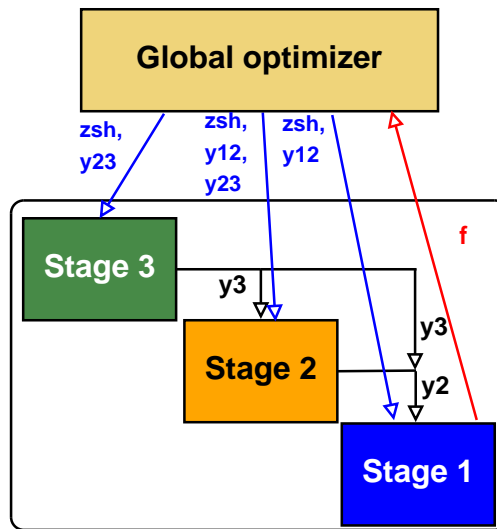 Global optimizer
zsh,
y23
zsh,
y12,
y23
zsh,
y12
f
Stage 3
y3
y3
Stage 2
y2
Stage 1